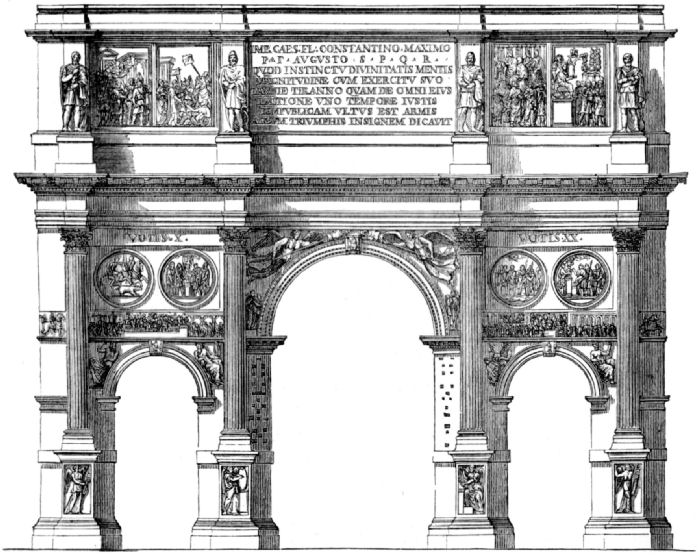 IMP·CAES·FL·CONSTANTINO·MAXIMO
P·F·AVGVSTO·S·P·Q·R·
QVOD INSTINCTV DIVINITATIS MENTIS
MAGNITVDINE CVM EXERCITV SVO
TAM DE TIRANNO QVAM DE OMNI EIVS
FACTIONE VNO TEMPORE IVSTIS
REMPVBLICAM VLTVS EST ARMIS
ARCVM TRIVMPHIS INSIGNEM DICAVIT
VOTIS·X·
VOTIS·XX·